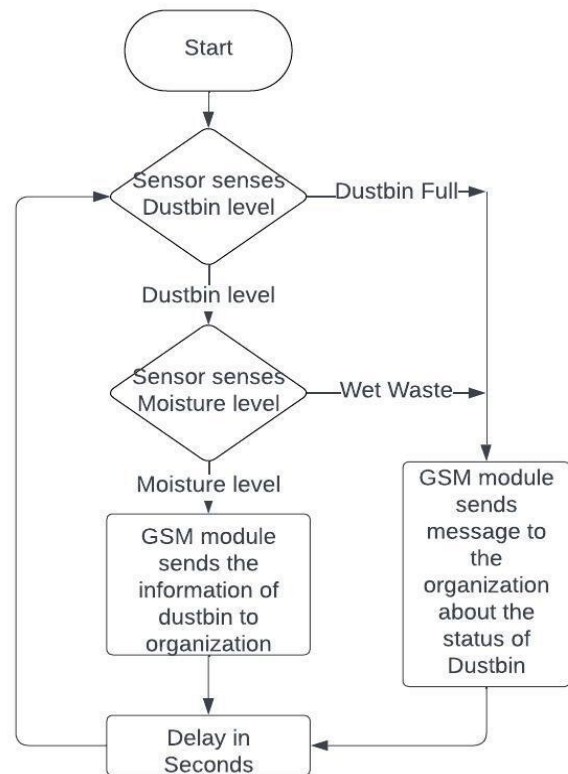 Start
Sensor senses
Dustbin level
Dustbin Full
Dustbin level
Sensor senses
Moisture level
Wet Waste
Moisture level
GSM module
sends the
information of
dustbin to
organization
GSM module
sends
message to
the
organization
about the
status of
Dustbin
Delay in
Seconds